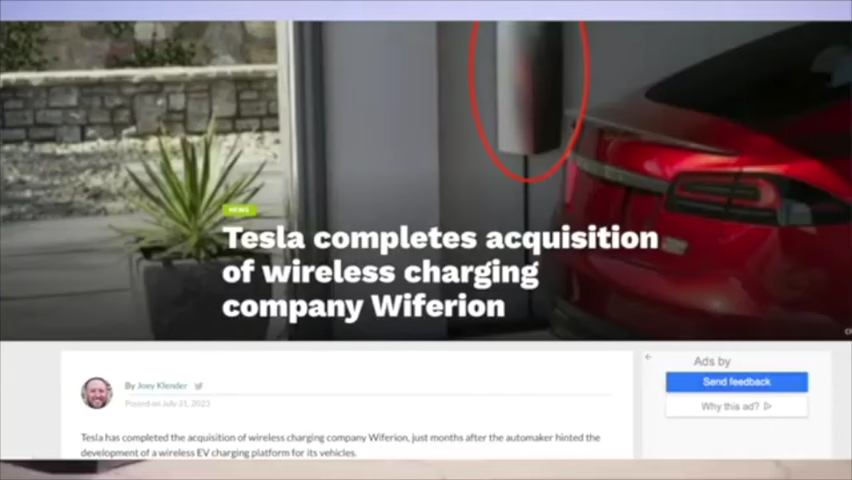 NEWS
Tesla completes acquisition
of wireless charging
company Wiferion
By Joey Klender
Posted on July 31, 2023
Tesla has completed the acquisition of wireless charging company Wiferion, just months after the automaker hinted the
development of a wireless EV charging platform for its vehicles.
Ads by
Send feedback
Why this ad?